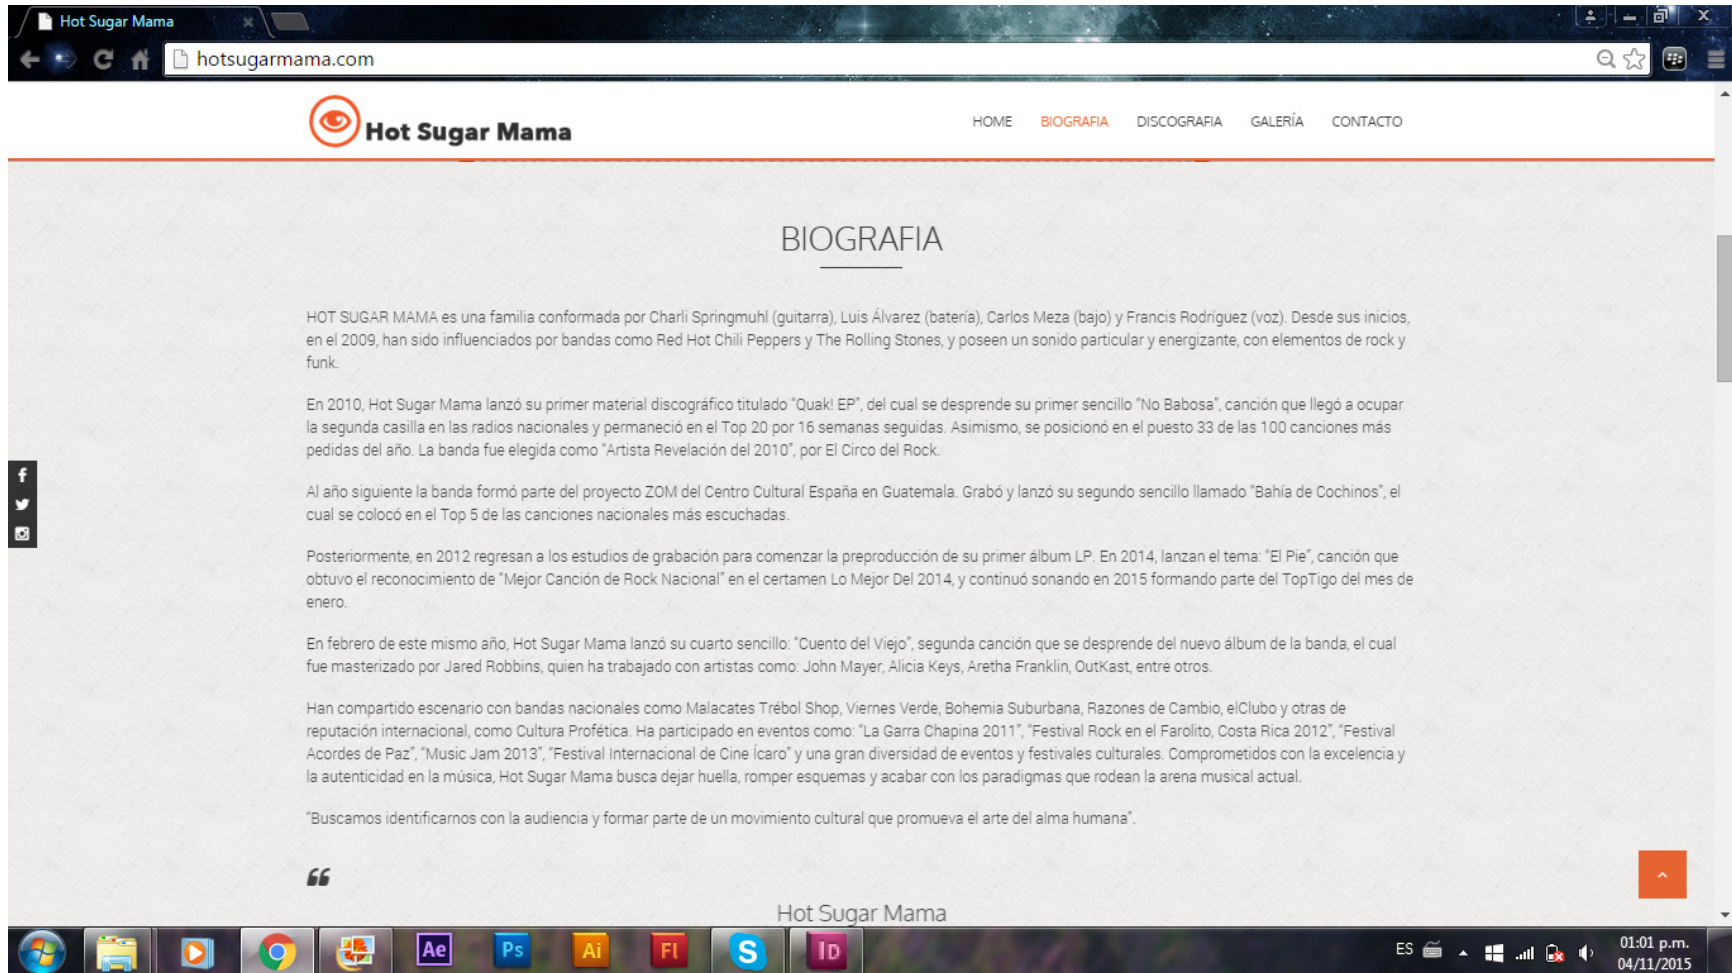 Hot Sugar Mama
hotsugarmama.com
Hot Sugar Mama
HOME BIOGRAFIA DISCOGRAFIA GALERÍA CONTACTO
BIOGRAFIA
HOT SUGAR MAMA es una familia conformada por Charli Springmuhl (guitarra), Luis Álvarez (batería), Carlos Meza (bajo) y Francis Rodríguez (voz). Desde sus inicios,
en el 2009, han sido influenciados por bandas como Red Hot Chili Peppers y The Rolling Stones, y poseen un sonido particular y energizante, con elementos de rock y
funk.
En 2010, Hot Sugar Mama lanzó su primer material discográfico titulado “Quak! EP”, del cual se desprende su primer sencillo “No Babosa”, canción que llegó a ocupar
la segunda casilla en las radios nacionales y permaneció en el Top 20 por 16 semanas seguidas. Asimismo, se posicionó en el puesto 33 de las 100 canciones más
pedidas del año. La banda fue elegida como “Artista Revelación del 2010”, por El Circo del Rock.
Al año siguiente la banda formó parte del proyecto ZOM del Centro Cultural España en Guatemala. Grabó y lanzó su segundo sencillo llamado “Bahía de Cochinos”, el
cual se colocó en el Top 5 de las canciones nacionales más escuchadas.
Posteriormente, en 2012 regresan a los estudios de grabación para comenzar la preproducción de su primer álbum LP. En 2014, lanzan el tema: “El Pie”, canción que
obtuvo el reconocimiento de “Mejor Canción de Rock Nacional” en el certamen Lo Mejor Del 2014, y continuó sonando en 2015 formando parte del TopTigo del mes de
enero.
En febrero de este mismo año, Hot Sugar Mama lanzó su cuarto sencillo: “Cuento del Viejo”, segunda canción que se desprende del nuevo álbum de la banda, el cual
fue masterizado por Jared Robbins, quien ha trabajado con artistas como: John Mayer, Alicia Keys, Aretha Franklin, OutKast, entre otros.
Han compartido escenario con bandas nacionales como Malacates Trébol Shop, Viernes Verde, Bohemia Suburbana, Razones de Cambio, elClubo y otras de
reputación internacional, como Cultura Profética. Ha participado en eventos como: “La Garra Chapina 2011”, “Festival Rock en el Farolito, Costa Rica 2012”, “Festival
Acordes de Paz”, “Music Jam 2013”, “Festival Internacional de Cine Ícaro” y una gran diversidad de eventos y festivales culturales. Comprometidos con la excelencia y
la autenticidad en la música, Hot Sugar Mama busca dejar huella, romper esquemas y acabar con los paradigmas que rodean la arena musical actual.
“Buscamos identificarnos con la audiencia y formar parte de un movimiento cultural que promueva el arte del alma humana”.
“
Hot Sugar Mama
Ae Ps Ai Fl S ID
ES 01:01 p.m.
04/11/2015